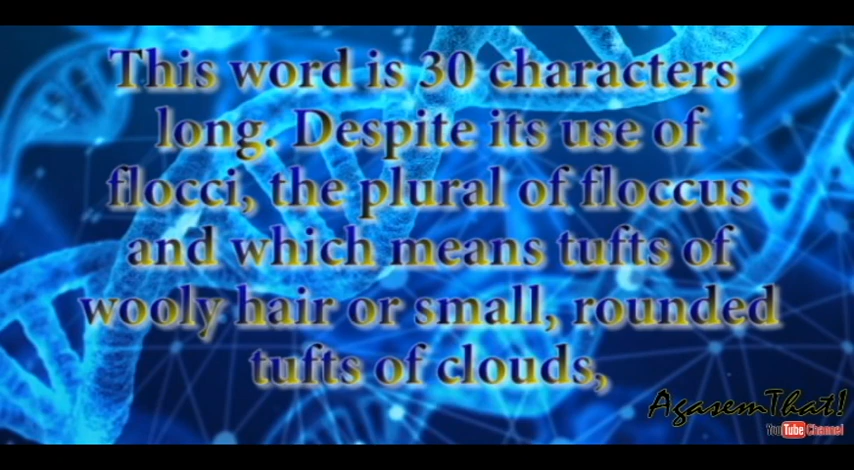 This word is 30 characters
long. Despite its use of
flocci, the plural of floccus
and which means tufts of
wooly hair or small, rounded
tufts of clouds,
AgasemThat!
YouTube Channel